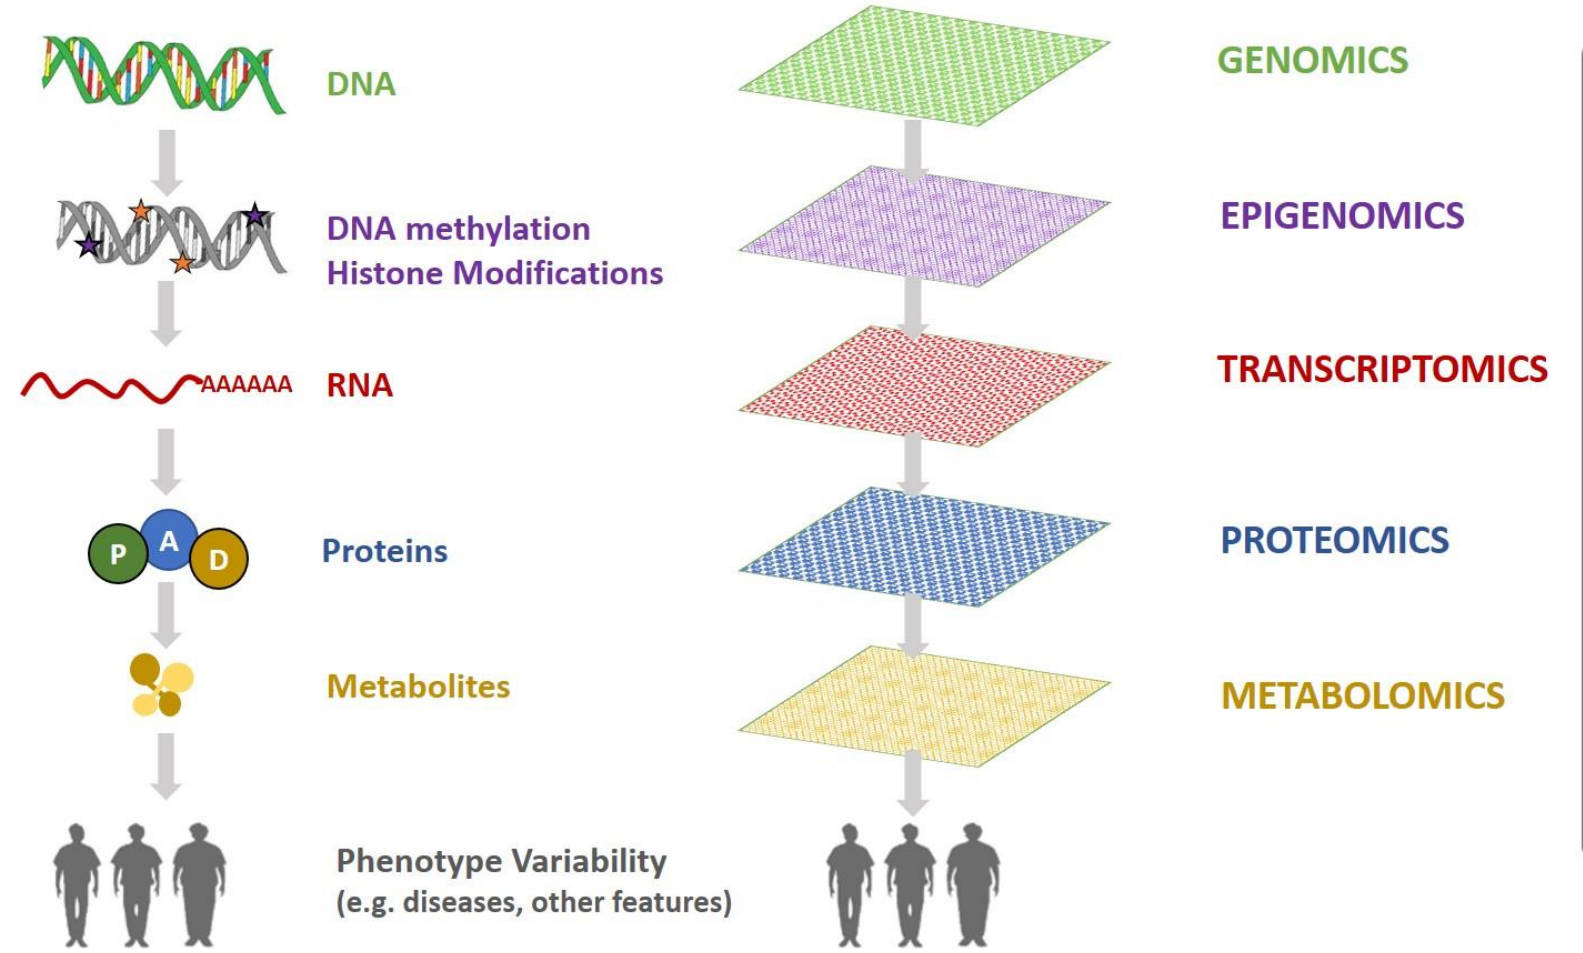 DNA
GENOMICS
DNA methylation
Histone Modifications
EPIGENOMICS
AAAAAA
RNA
TRANSCRIPTOMICS
P A D
Proteins
PROTEOMICS
Metabolites
METABOLOMICS
Phenotype Variability
(e.g. diseases, other features)